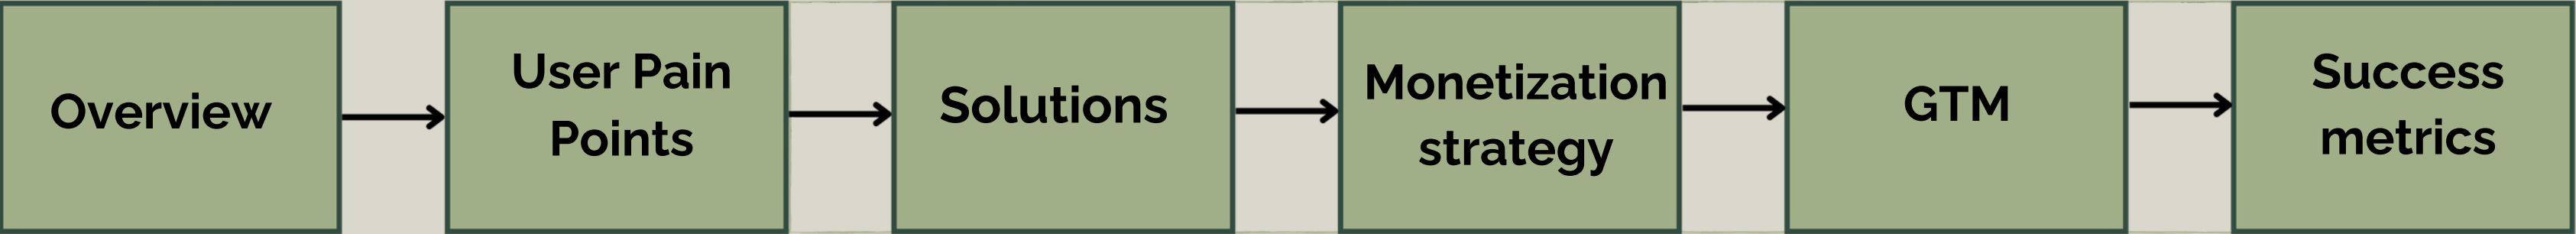 Overview
User Pain
Points
Solutions
Monetization
strategy
GTM
Success
metrics